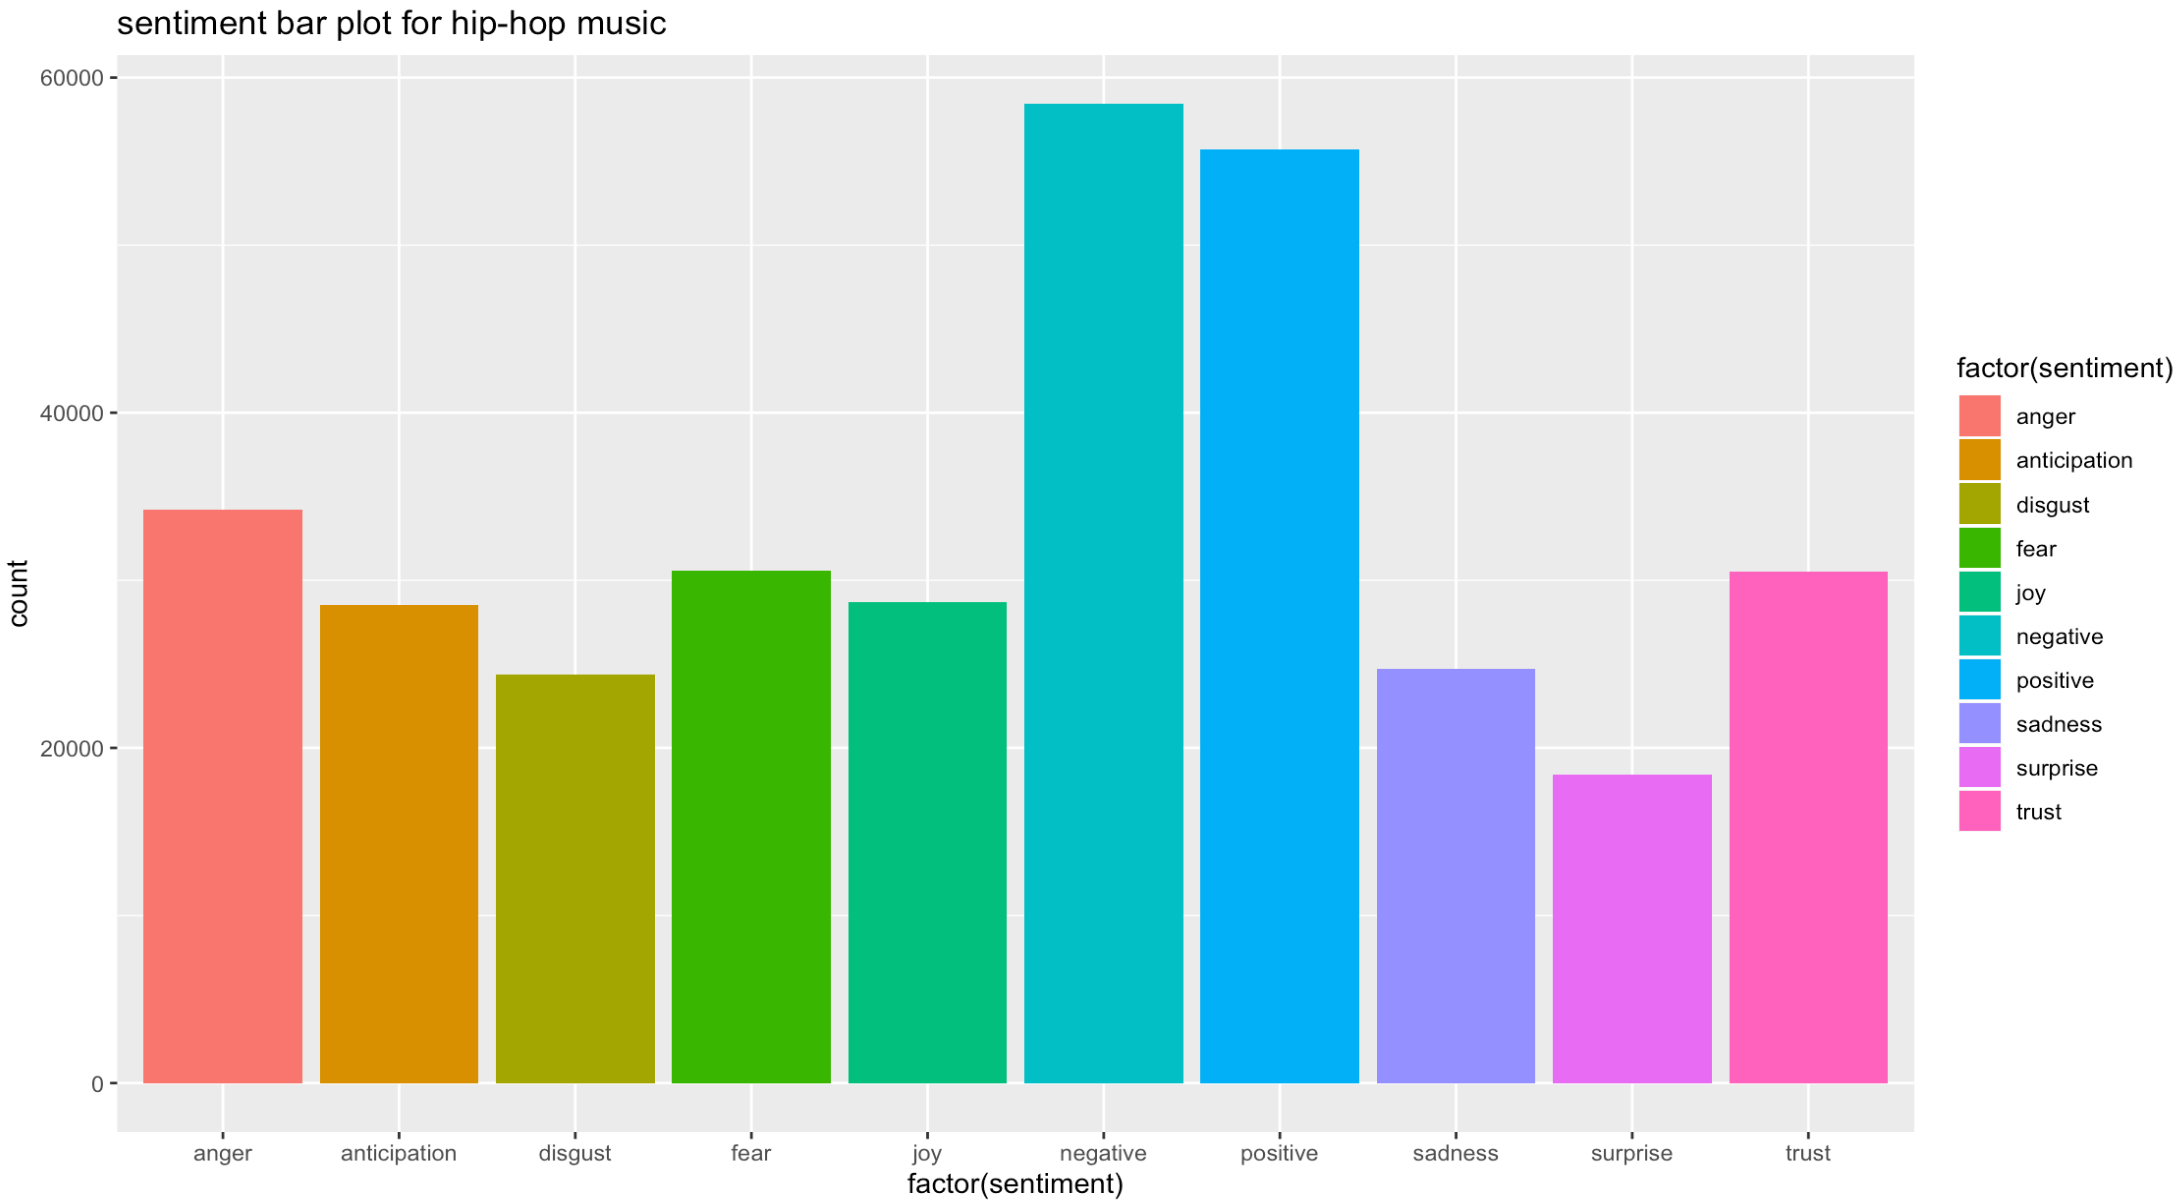 sentiment bar plot for hip-hop music
60000
40000
20000
0
count
anger anticipation disgust fear joy negative positive sadness surprise trust
factor(sentiment)
factor(sentiment)
anger
anticipation
disgust
fear
joy
negative
positive
sadness
surprise
trust